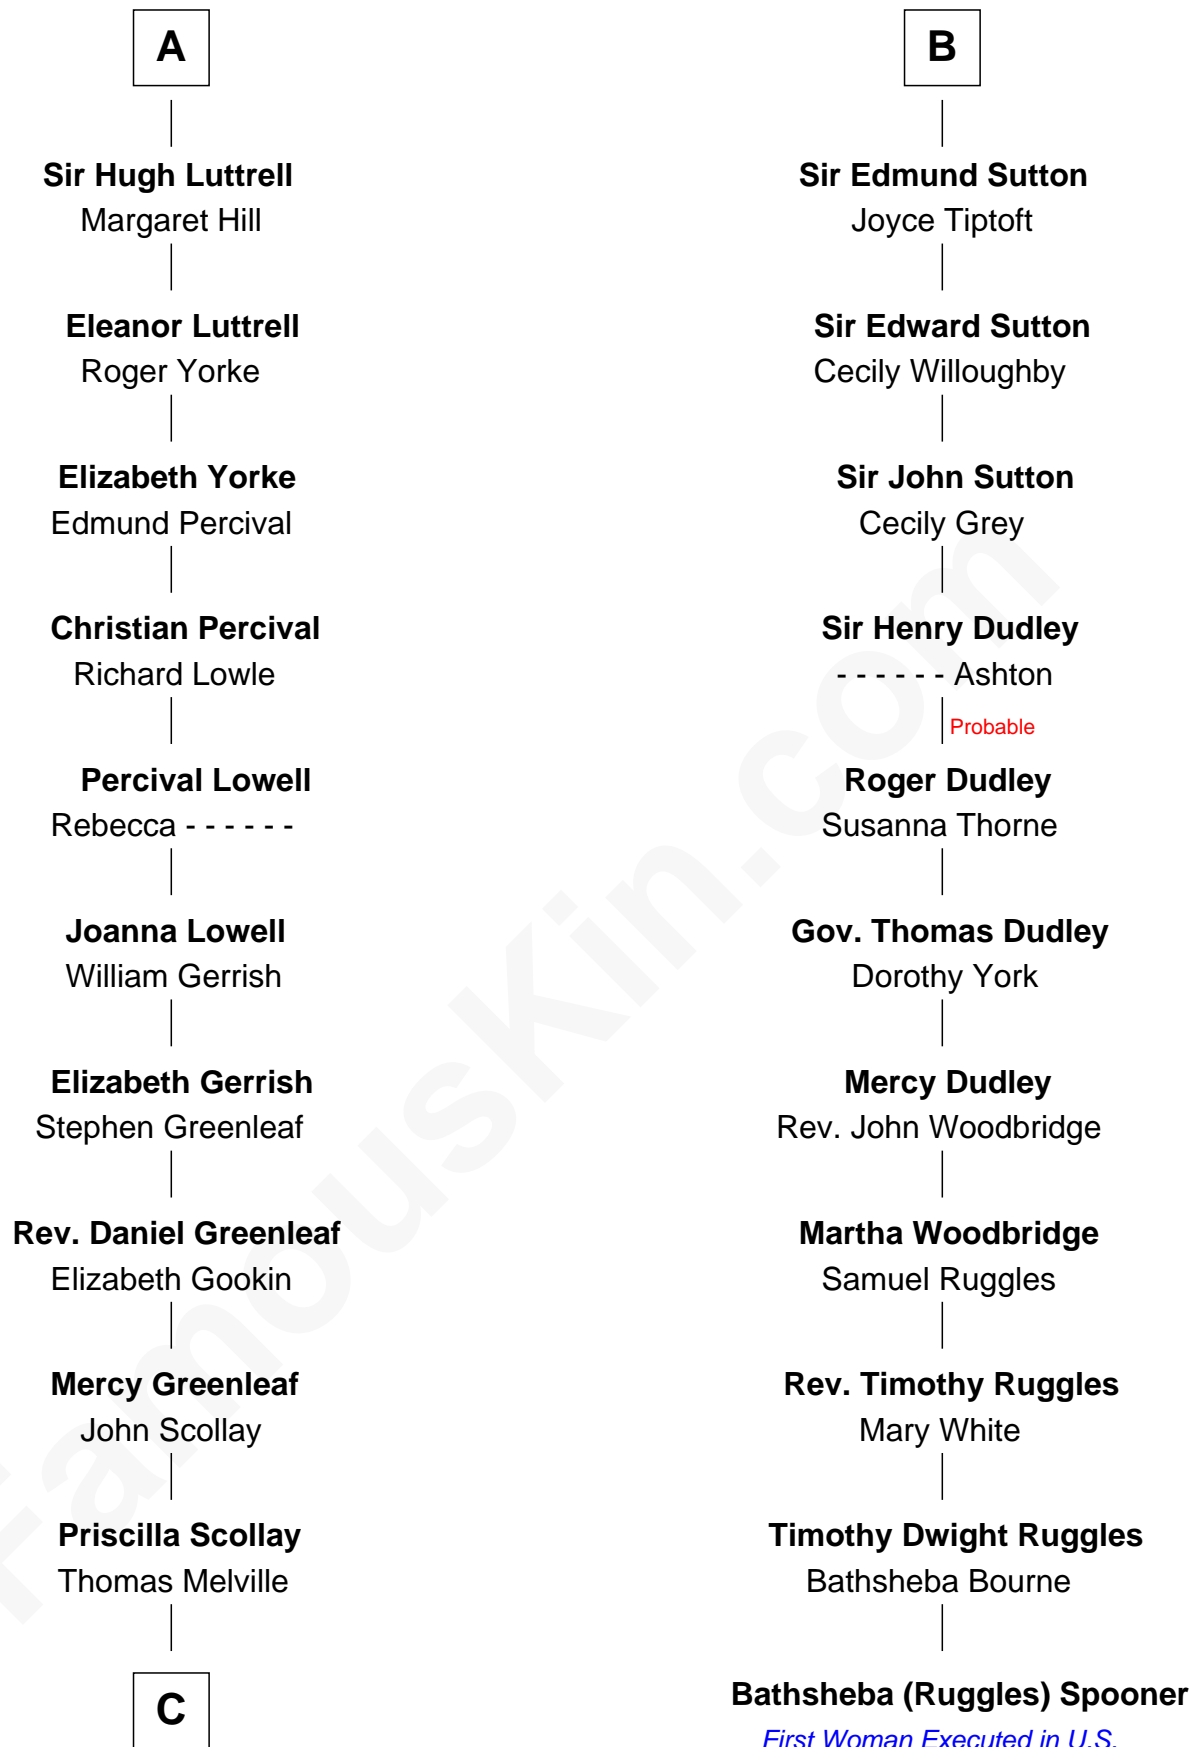 A
Sir Hugh Luttrell
Margaret Hill
Eleanor Luttrell
Roger Yorke
Elizabeth Yorke
Edmund Percival
Christian Percival
Richard Lowle
Percival Lowell
Rebecca - - - - - -
Joanna Lowell
William Gerrish
Elizabeth Gerrish
Stephen Greenleaf
Rev. Daniel Greenleaf
Elizabeth Gookin
Mercy Greenleaf
John Scollay
Priscilla Scollay
Thomas Melville
C
B
Sir Edmund Sutton
Joyce Tiptoft
Sir Edward Sutton
Cecily Willoughby
Sir John Sutton
Cecily Grey
Sir Henry Dudley
- - - - - - Ashton
Probable
Roger Dudley
Susanna Thorne
Gov. Thomas Dudley
Dorothy York
Mercy Dudley
Rev. John Woodbridge
Martha Woodbridge
Samuel Ruggles
Rev. Timothy Ruggles
Mary White
Timothy Dwight Ruggles
Bathsheba Bourne
Bathsheba (Ruggles) Spooner
First Woman Executed in U.S.
FamousKin.com